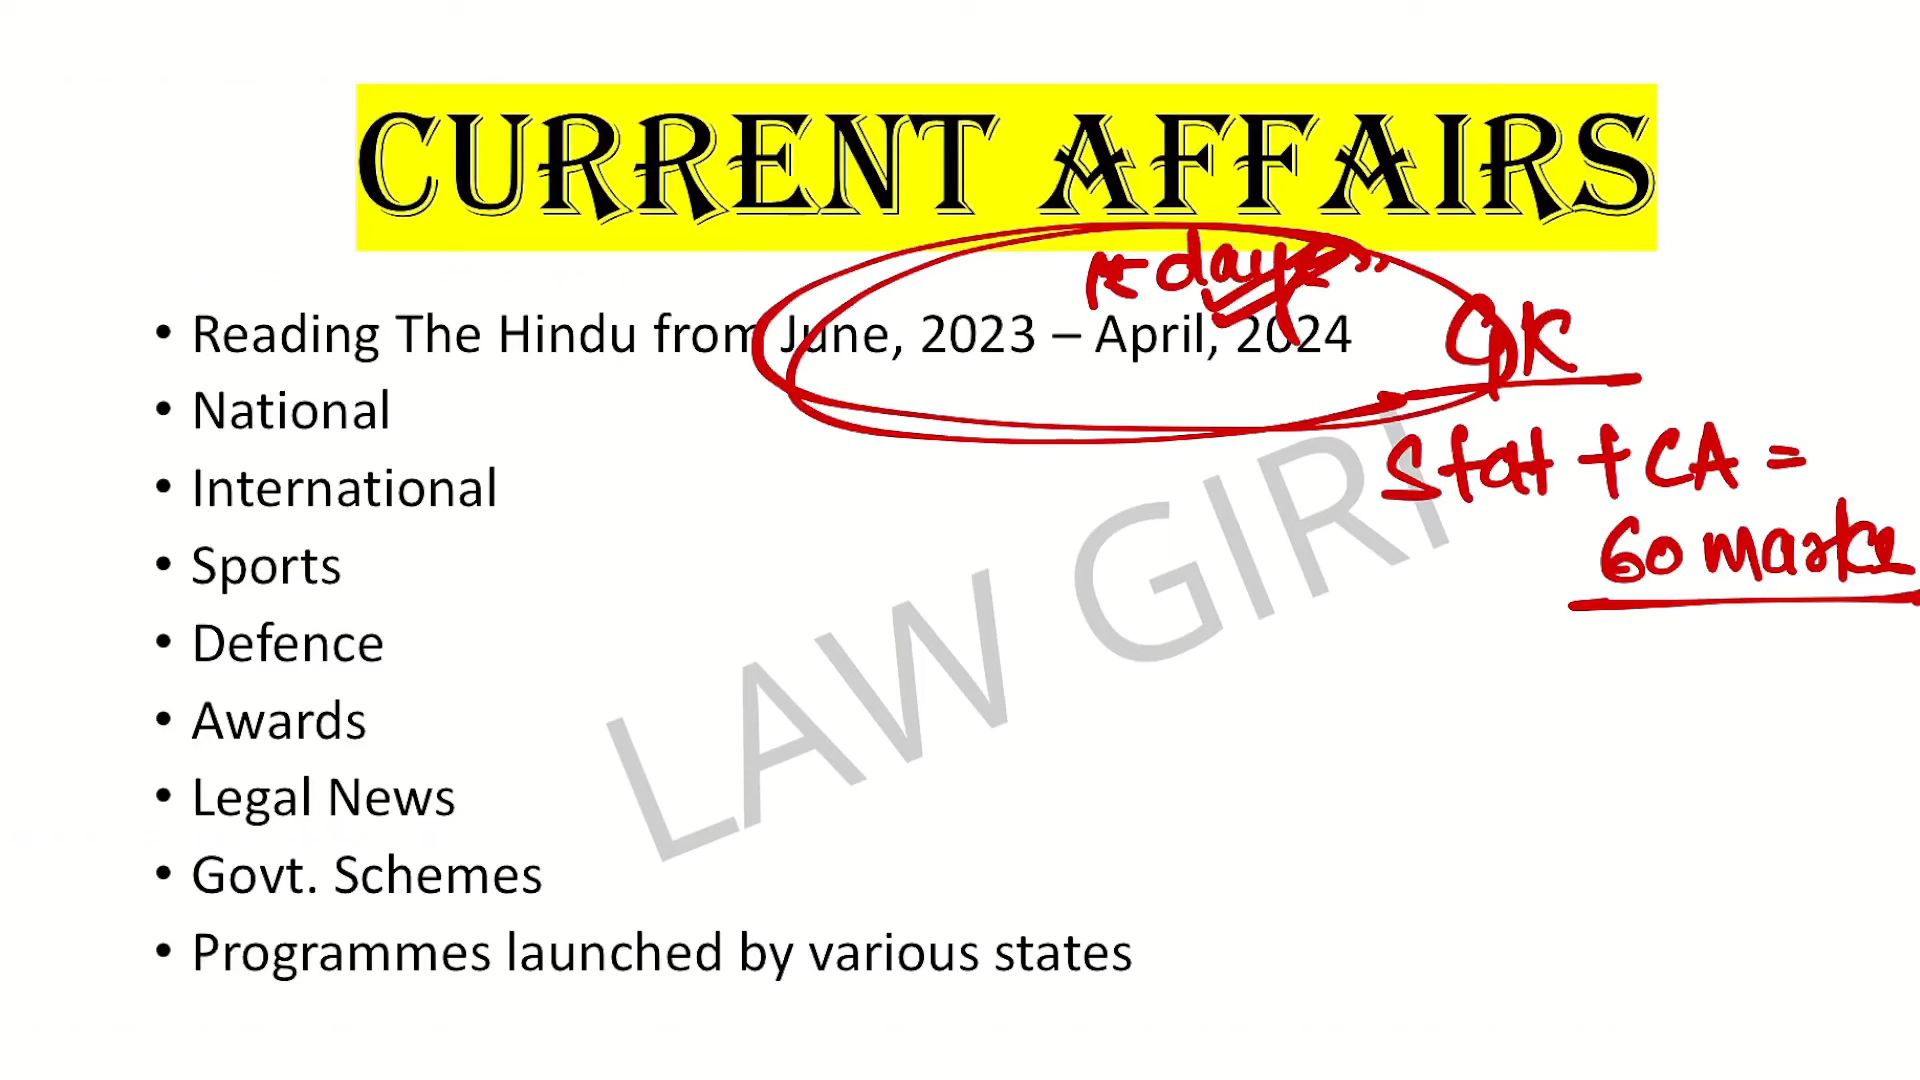 CURRENT AFFAIRS
days
• Reading The Hindu from June, 2023 – April, 2024
GK
• National
Stat + CA =
• International
60 marks
• Sports
• Defence
• Awards
• Legal News
• Govt. Schemes
• Programmes launched by various states
LAW GIRI